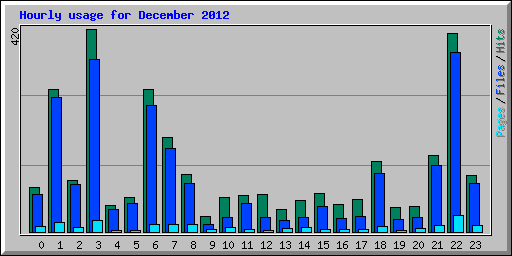 Hourly usage for December 2012
420
Pages/Files/Hits
0 1 2 3 4 5 6 7 8 9 10 11 12 13 14 15 16 17 18 19 20 21 22 23